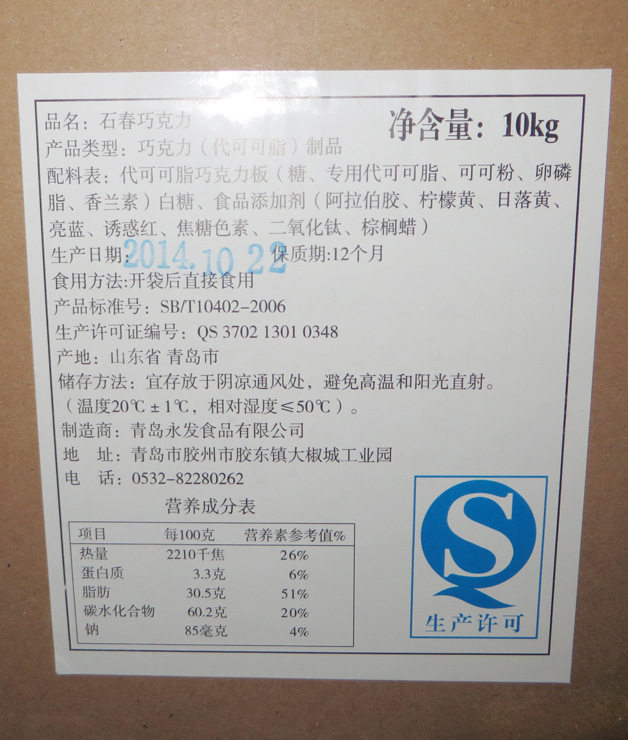 品名：石春巧克力
净含量：10kg
产品类型：巧克力（代可可脂）制品
配料表：代可可脂巧克力板（糖、专用代可可脂、可可粉、卵磷
脂、香兰素）白糖、食品添加剂（阿拉伯胶、柠檬黄、日落黄、
亮蓝、诱惑红、焦糖色素、二氧化钛、棕榈蜡）
生产日期：2014.10 22 保质期:12个月
食用方法:开袋后直接食用
产品标准号：SB/T10402-2006
生产许可证编号：QS 3702 1301 0348
产地：山东省 青岛市
储存方法：宜存放于阴凉通风处，避免高温和阳光直射。
（温度20℃±1℃，相对湿度≤50℃）。
制造商：青岛永发食品有限公司
地 址：青岛市胶州市胶东镇大椒城工业园
电 话：0532-82280262
营养成分表
项目 每100克 营养素参考值%
热量 2210千焦 26%
蛋白质 3.3克 6%
脂肪 30.5克 51%
碳水化合物 60.2克 20%
钠 85毫克 4%
S
生产许可